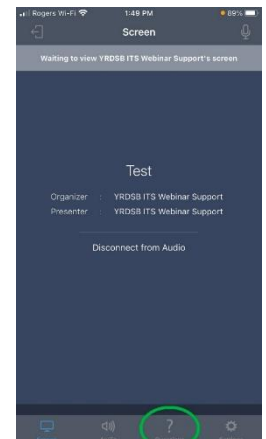 Rogers Wi-Fi 1:49 PM 89%
Screen
Waiting to view YRDSB ITS Webinar Support's screen
Test
Organizer : YRDSB ITS Webinar Support
Presenter : YRDSB ITS Webinar Support
Disconnect from Audio
?